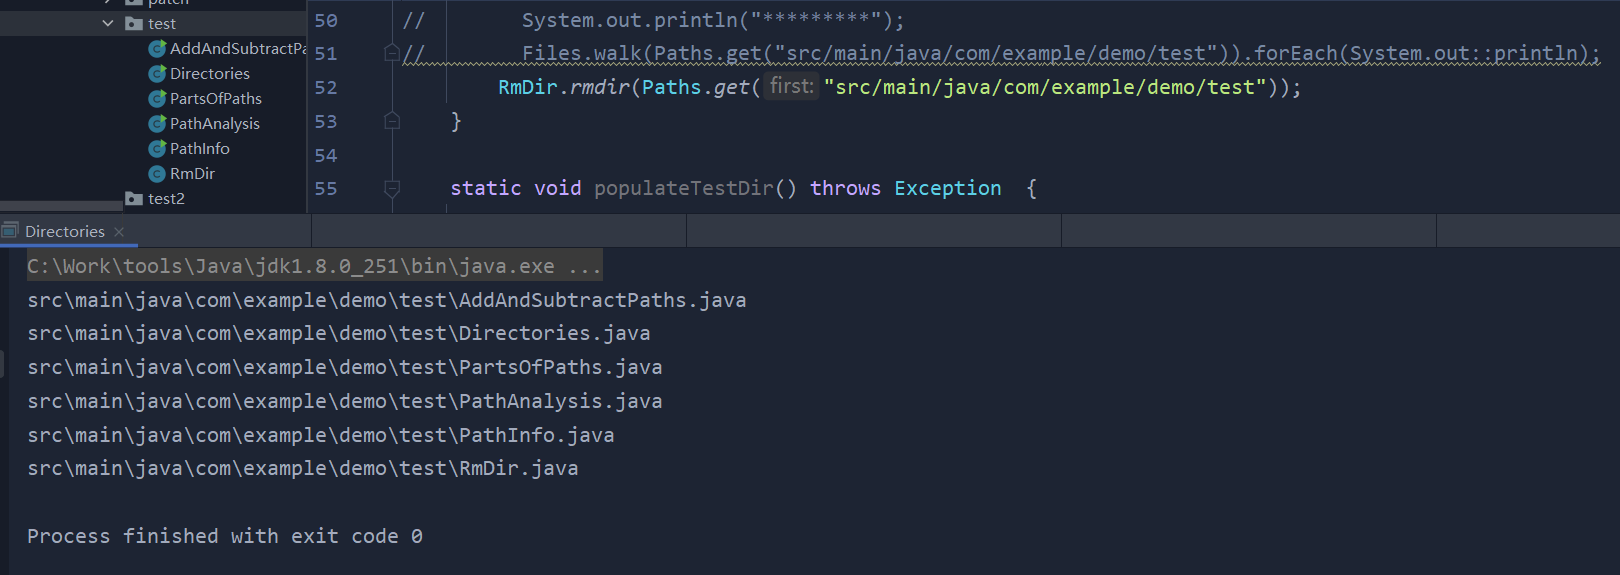 patch
test
AddAndSubtractPa
Directories
PartsOfPaths
PathAnalysis
PathInfo
RmDir
test2
50 // System.out.println("*********");
51 // Files.walk(Paths.get("src/main/java/com/example/demo/test")).forEach(System.out::println);
52 RmDir.rmdir(Paths.get( first: "src/main/java/com/example/demo/test"));
53 }
54
55 static void populateTestDir() throws Exception {
Directories
C:\Work\tools\Java\jdk1.8.0_251\bin\java.exe ...
src\main\java\com\example\demo\test\AddAndSubtractPaths.java
src\main\java\com\example\demo\test\Directories.java
src\main\java\com\example\demo\test\PartsOfPaths.java
src\main\java\com\example\demo\test\PathAnalysis.java
src\main\java\com\example\demo\test\PathInfo.java
src\main\java\com\example\demo\test\RmDir.java
Process finished with exit code 0